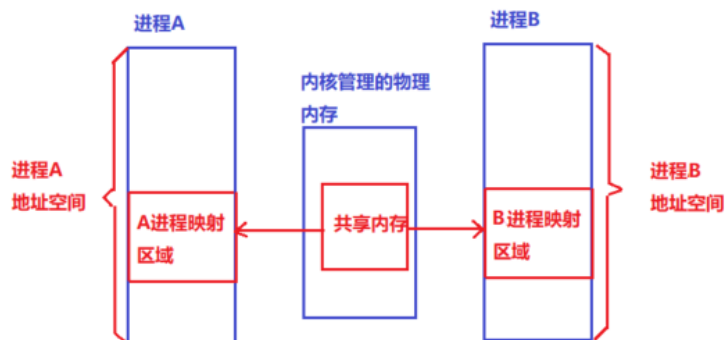 进程A
进程B
内核管理的物理
内存
进程A
地址空间
A进程映射
区域
共享内存
B进程映射
区域
进程B
地址空间